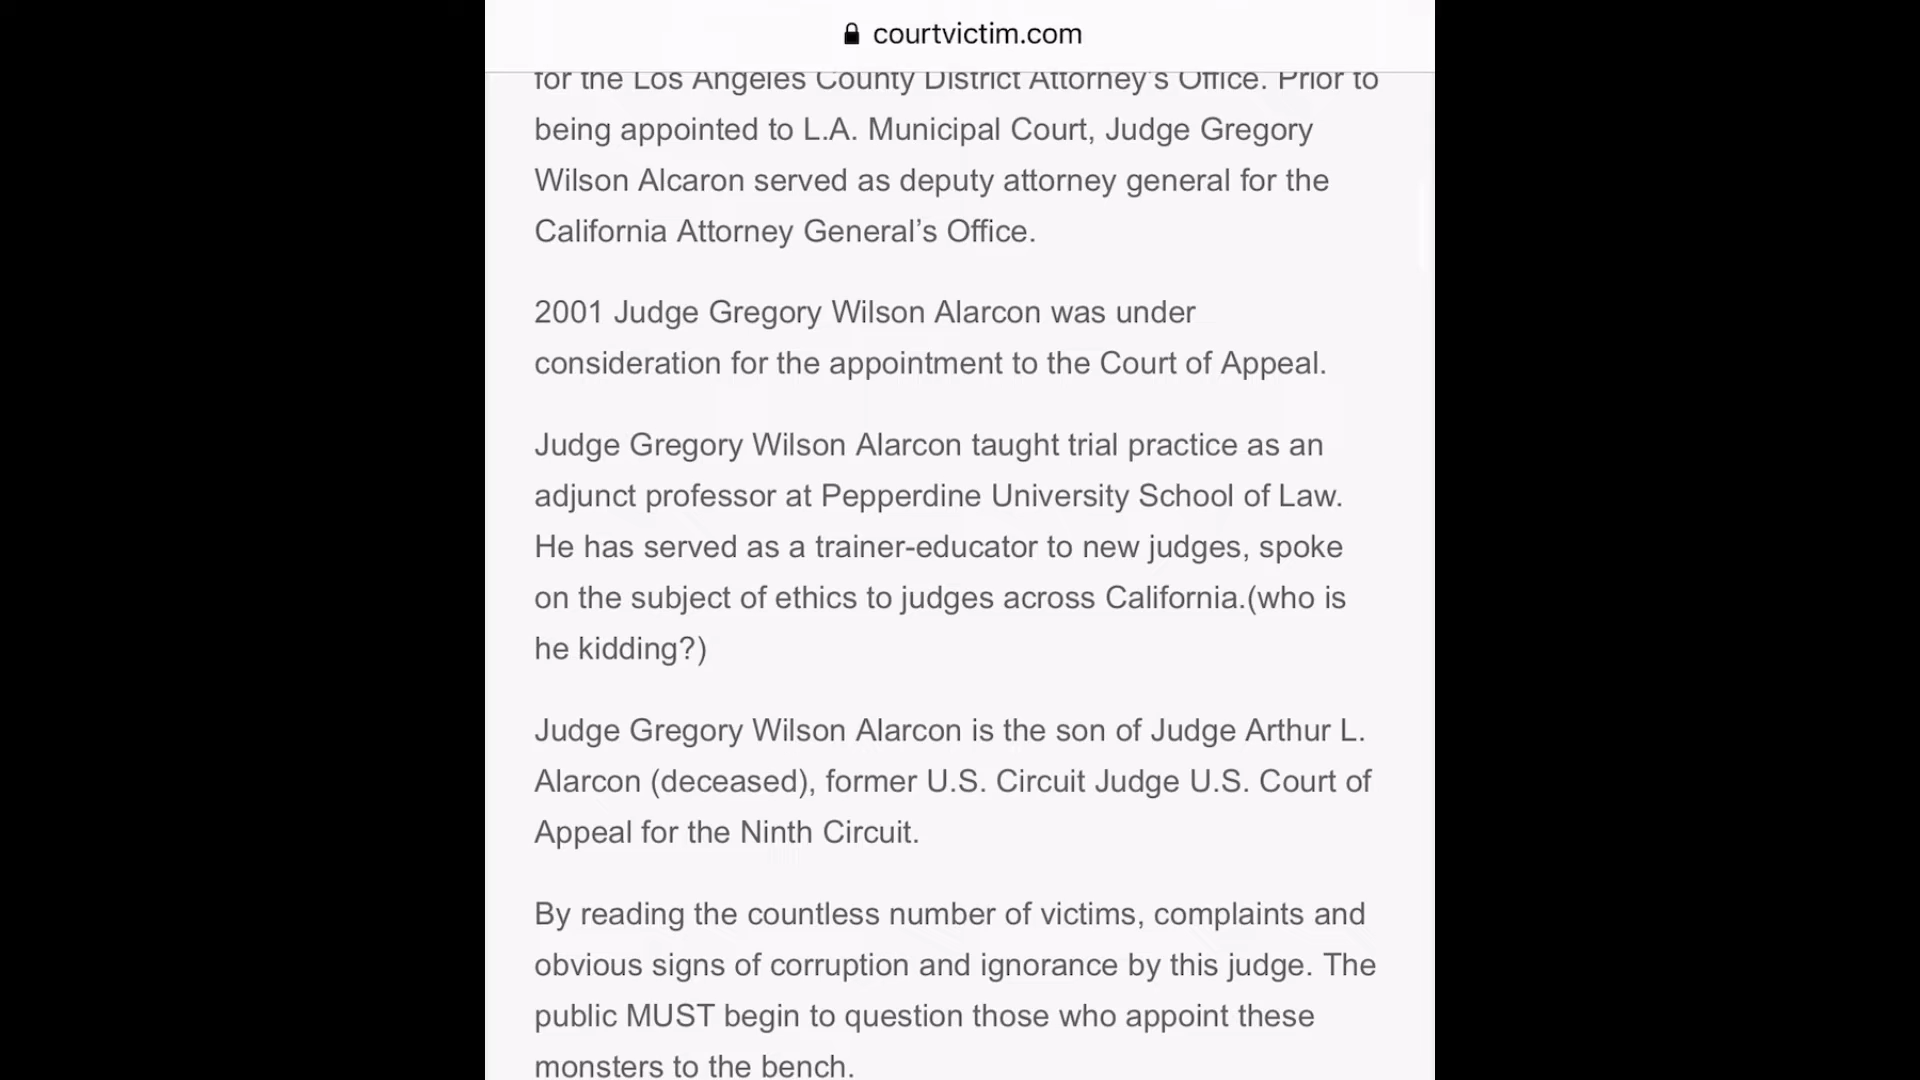 courtvictim.com
for the Los Angeles County District Attorney's Office. Prior to
being appointed to L.A. Municipal Court, Judge Gregory
Wilson Alcaron served as deputy attorney general for the
California Attorney General’s Office.
2001 Judge Gregory Wilson Alarcon was under
consideration for the appointment to the Court of Appeal.
Judge Gregory Wilson Alarcon taught trial practice as an
adjunct professor at Pepperdine University School of Law.
He has served as a trainer-educator to new judges, spoke
on the subject of ethics to judges across California.(who is
he kidding?)
Judge Gregory Wilson Alarcon is the son of Judge Arthur L.
Alarcon (deceased), former U.S. Circuit Judge U.S. Court of
Appeal for the Ninth Circuit.
By reading the countless number of victims, complaints and
obvious signs of corruption and ignorance by this judge. The
public MUST begin to question those who appoint these
monsters to the bench.